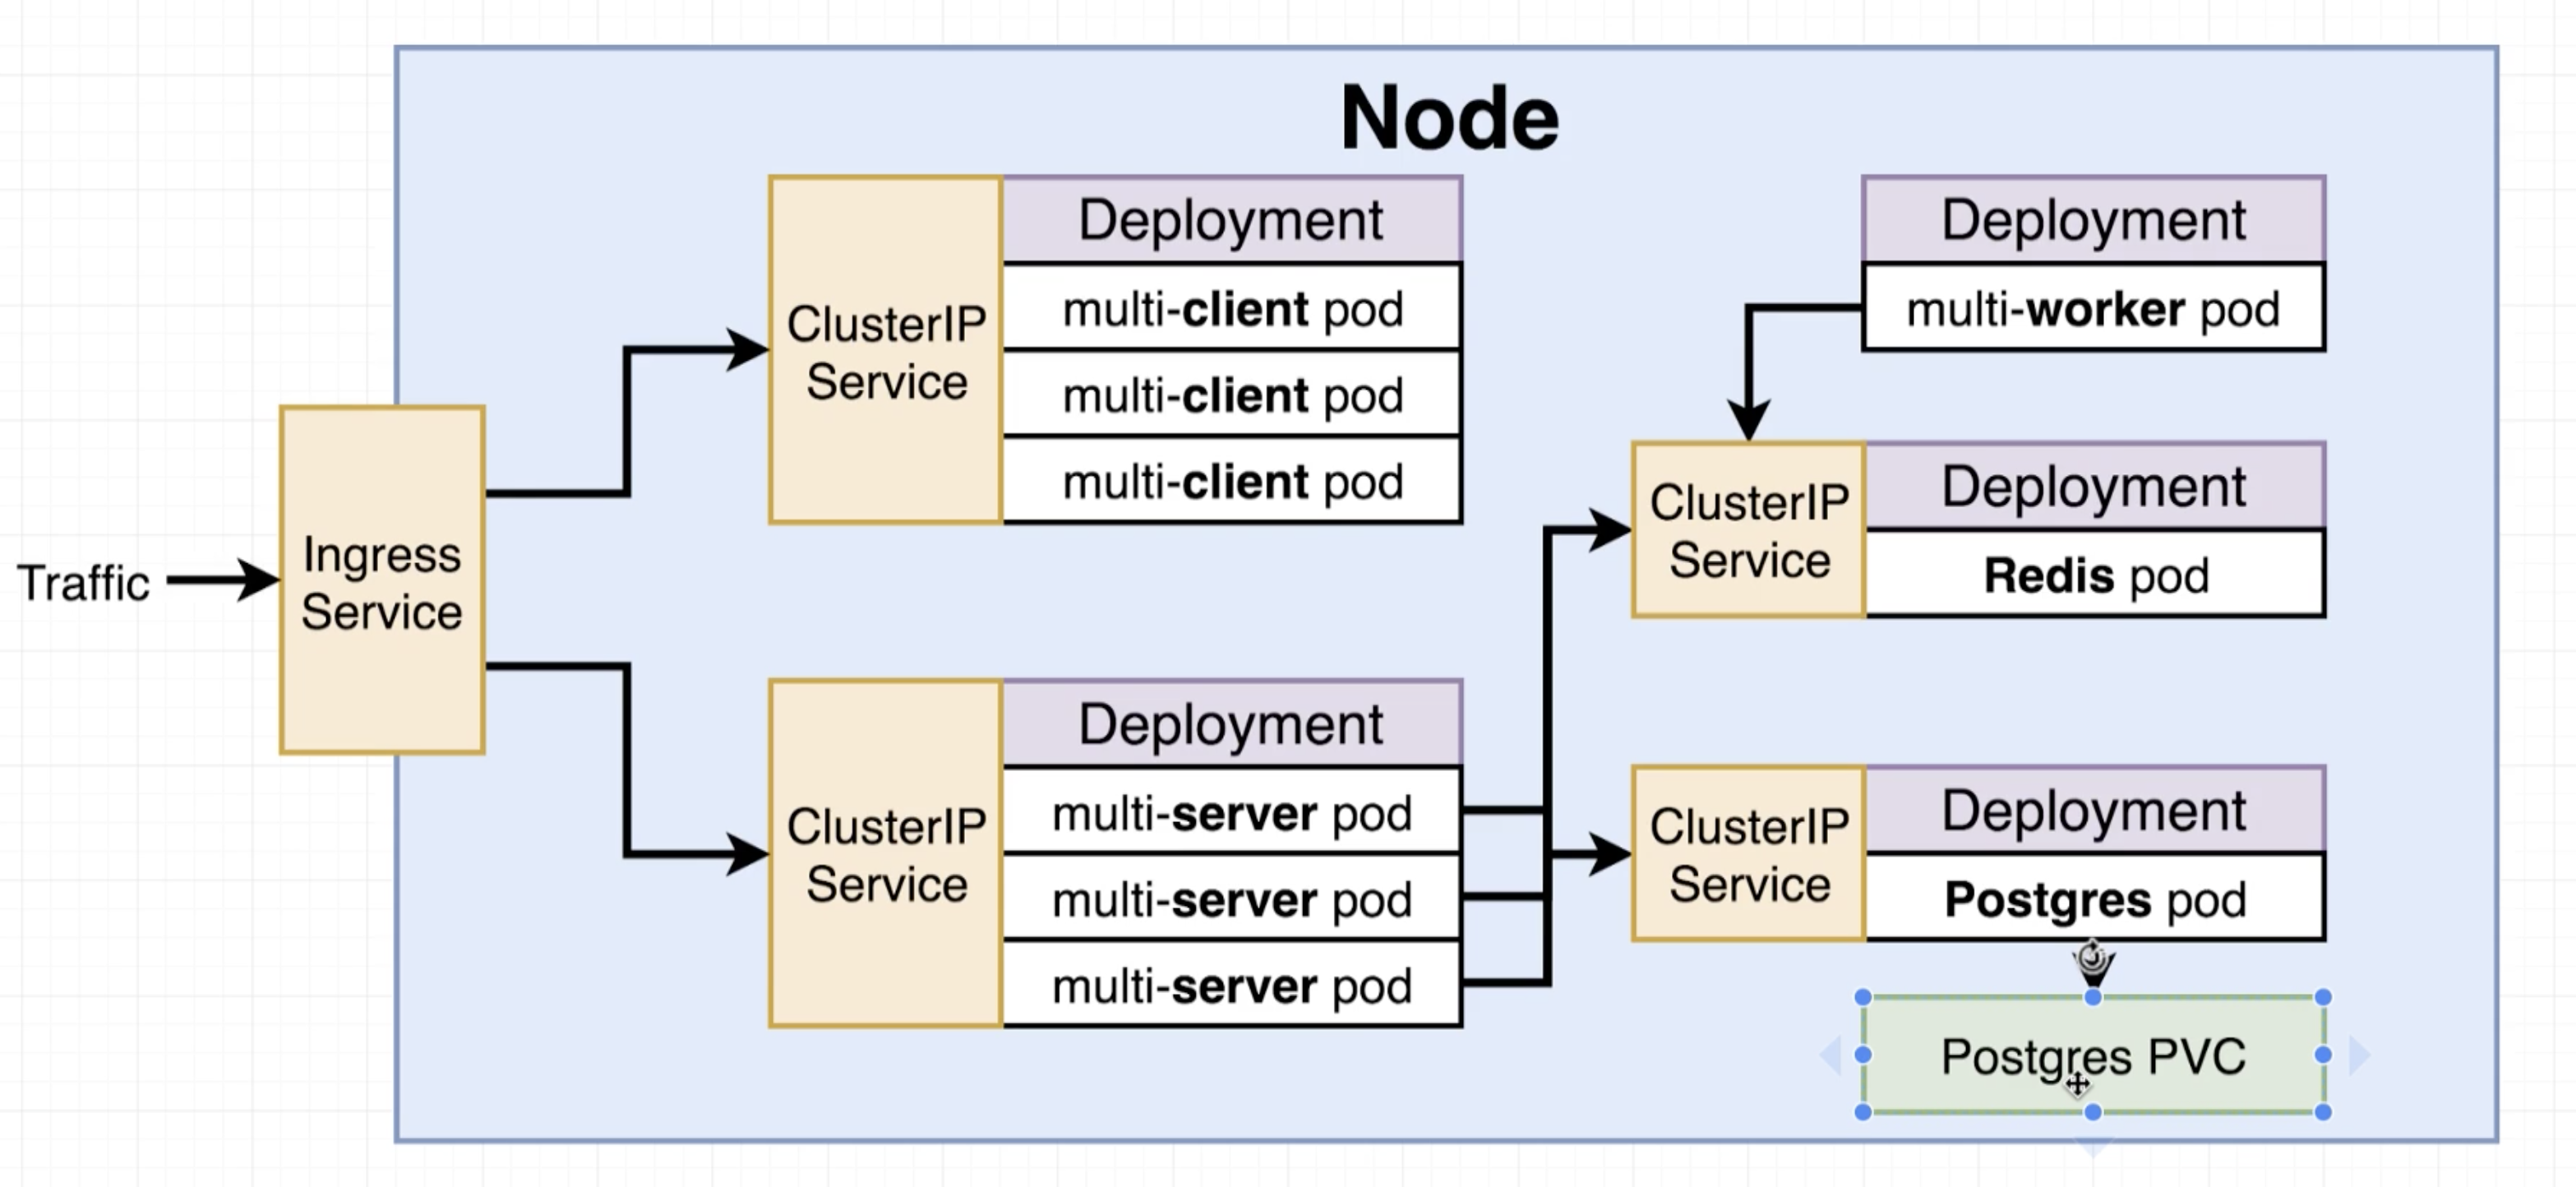 Node
Traffic
Ingress
Service
ClusterIP
Service
Deployment
multi-client pod
multi-client pod
multi-client pod
ClusterIP
Service
Deployment
multi-server pod
multi-server pod
multi-server pod
Deployment
multi-worker pod
ClusterIP
Service
Deployment
Redis pod
ClusterIP
Service
Deployment
Postgres pod
Postgres PVC